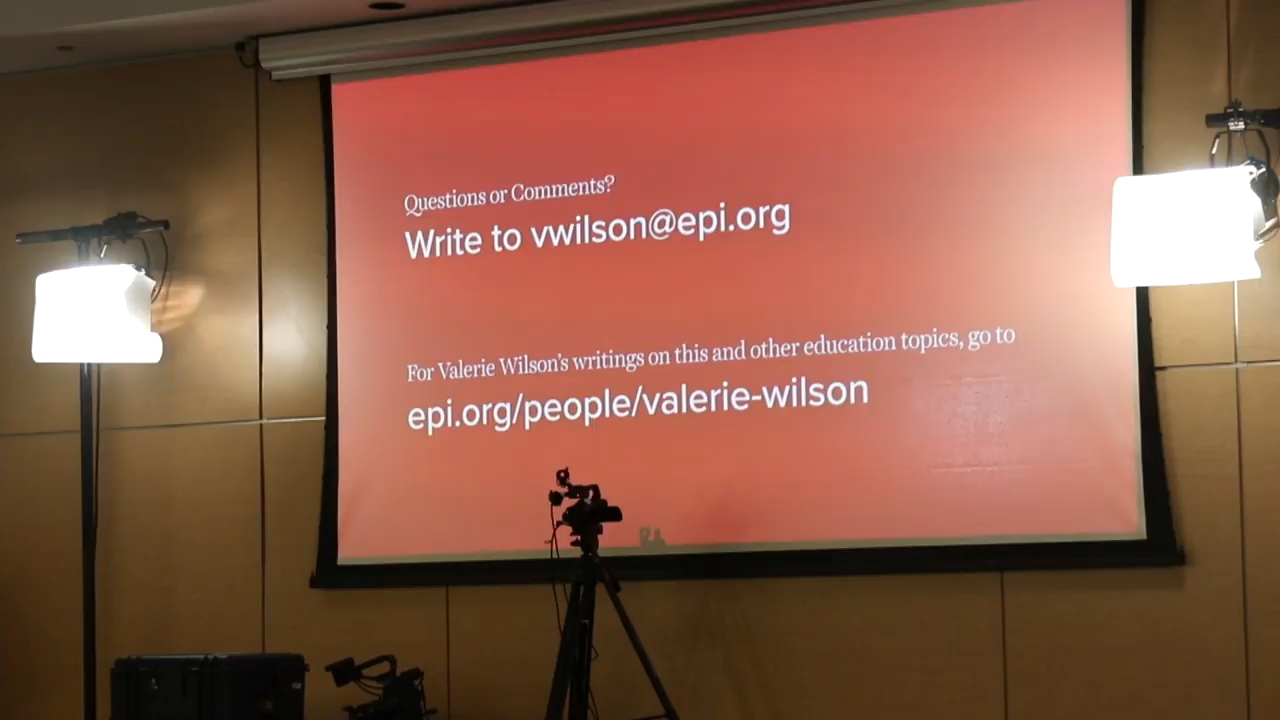 Questions or Comments?
Write to vwilson@epi.org
For Valerie Wilson's writings on this and other education topics, go to
epi.org/people/valerie-wilson